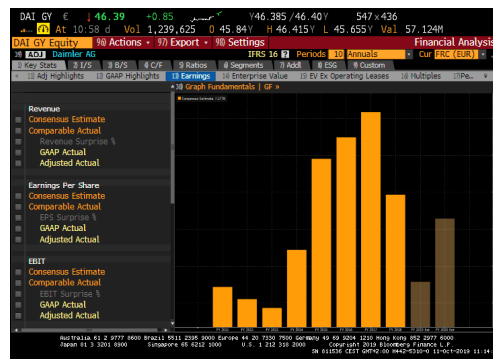 DAI GY € ↓ 46.39 +0.85 Y46.385/46.40Y 547×436
At 10:58 d Vol 1,239,625 O 45.84Y H 46.415Y L 45.655Y Val 57.124M
DAI GY Equity 96) Actions 97) Export 98) Settings Financial Analysis
ADJ Daimler Holdings IFRS 16 Periods 10 Annuals Cur FRC (EUR)
1) Key Stats 2) I/S 3) B/S 4) C/F 5) Ratios 6) Segments 7) Addl 8) ESG 9) Custom
11) Adj Highlights 12) GAAP Highlights 13) Earnings 14) Enterprise Value 15) EV Ex Operating Leases 16) Multiples 17)Pe..
30) Graph Fundamentals | GF »
Consensus Estimate
Revenue
Consensus Estimate
Comparable Actual
Revenue Surprise %
GAAP Actual
Adjusted Actual
Earnings Per Share
Consensus Estimate
Comparable Actual
EPS Surprise %
GAAP Actual
Adjusted Actual
EBIT
Consensus Estimate
Comparable Actual
EBIT Surprise %
GAAP Actual
Adjusted Actual
Australia 61 2 9777 8600 Brazil 5511 2395 9000 Europe 44 20 7330 7500 Germany 49 69 9204 1210 Hong Kong 852 2977 6000
Japan 81 3 3201 8900 Singapore 65 6212 1000 U.S. 1 212 318 2000 Copyright 2019 Bloomberg Finance L.P.
SN 811536 CEST GMT+2:00 H442-5310-0 11-Oct-2019 11:14